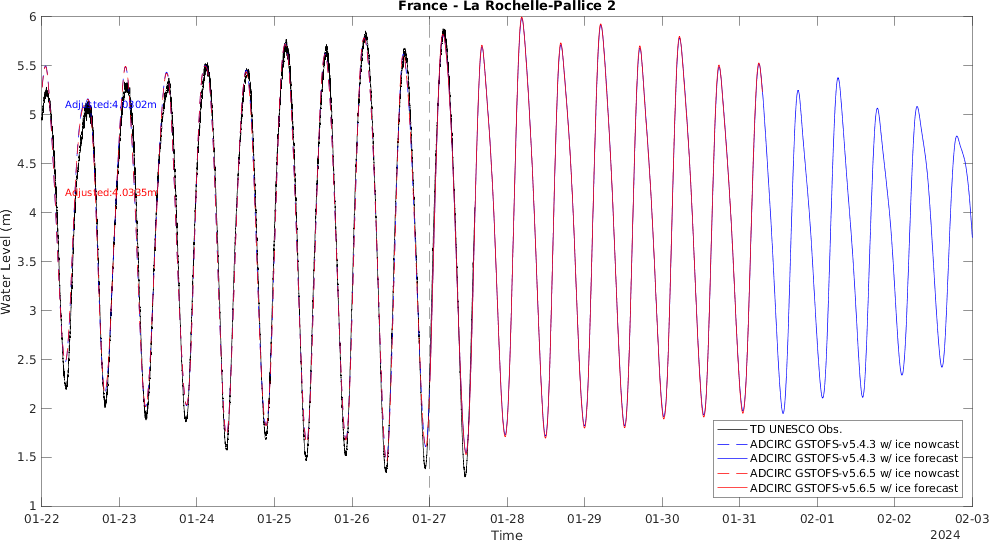 France - La Rochelle-Pallice 2
6
5.5
5
4.5
4
3.5
3
2.5
2
1.5
1
Water Level (m)
Adjusted:4.0302m
Adjusted:4.0335m
TD UNESCO Obs.
ADCIRC GSTOFS-v5.4.3 w/ ice nowcast
ADCIRC GSTOFS-v5.4.3 w/ ice forecast
ADCIRC GSTOFS-v5.6.5 w/ ice nowcast
ADCIRC GSTOFS-v5.6.5 w/ ice forecast
01-22 01-23 01-24 01-25 01-26 01-27 01-28 01-29 01-30 01-31 02-01 02-02 02-03
Time
2024